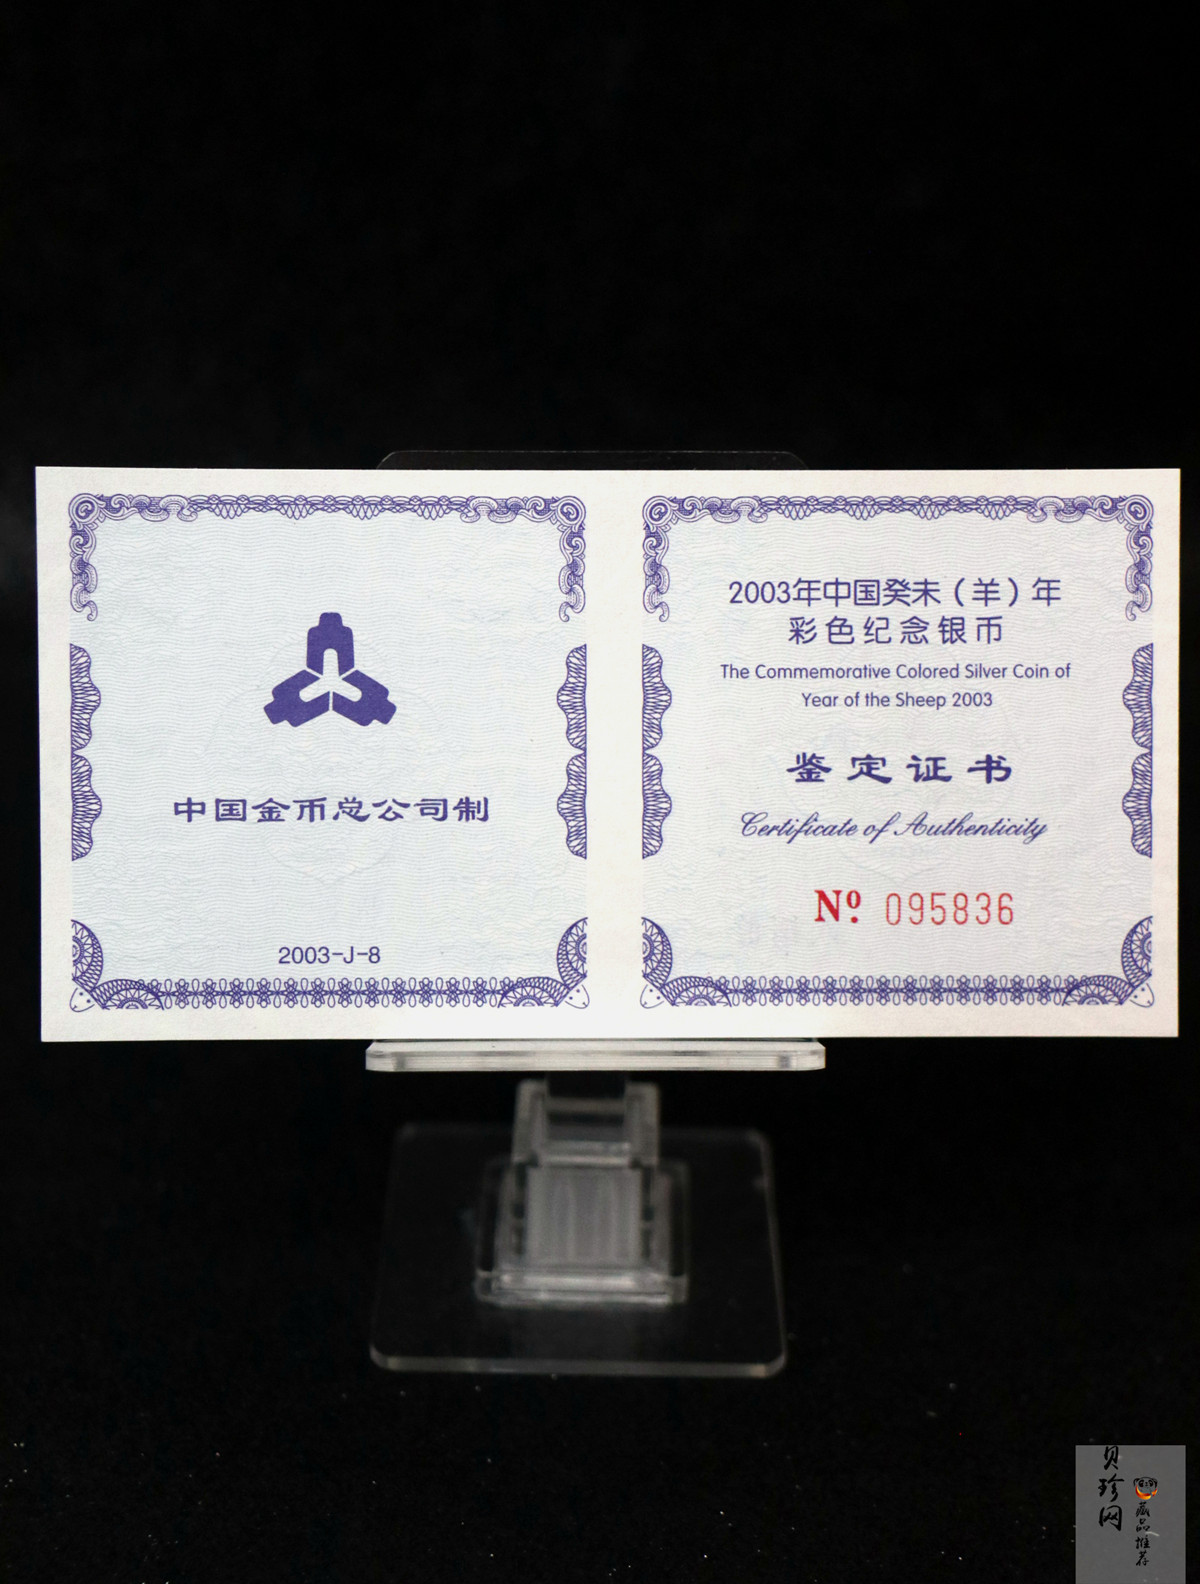 中国金币总公司制
2003-J-8
2003年中国癸未（羊）年
彩色纪念银币
The Commemorative Colored Silver Coin of
Year of the Sheep 2003
鉴定证书
Certificate of Authenticity
Nº. 095836
贝珍网
藏品推荐